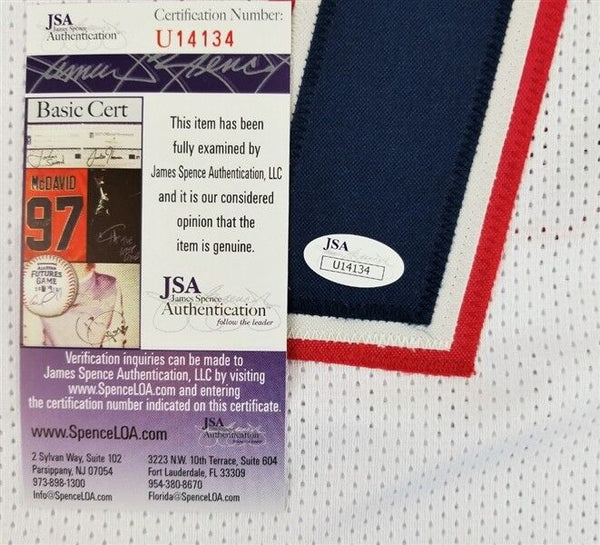 JSA
James Spence
Authentication
Certification Number:
U14134
Basic Cert
McDAVID
97
FUTURES
GAME
This item has been
fully examined by
James Spence Authentication, LLC
and it is our considered
opinion that the
item is genuine.
JSA
James Spence
Authentication
follow the leader
JSA
U14134
Verification inquiries can be made to
James Spence Authentication, LLC by visiting
www.SpenceLOA.com and entering
the certification number indicated on this certificate.
www.SpenceLOA.com
JSA
Authentication
2 Sylvan Way, Suite 102
Parsippany, NJ 07054
973-898-1300
Info@SpenceLOA.com
3223 N.W. 10th Terrace, Suite 604
Fort Lauderdale, FL 33309
954-380-8670
Florida@SpenceLOA.com